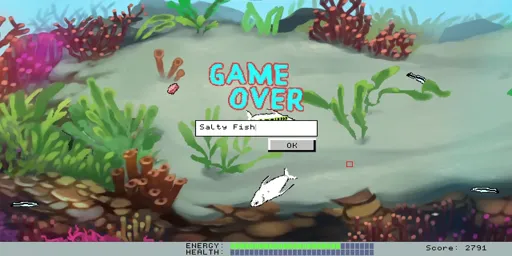 GAME
OVER
Salty Fish
OK
ENERGY:
HEALTH:
Score: 2791